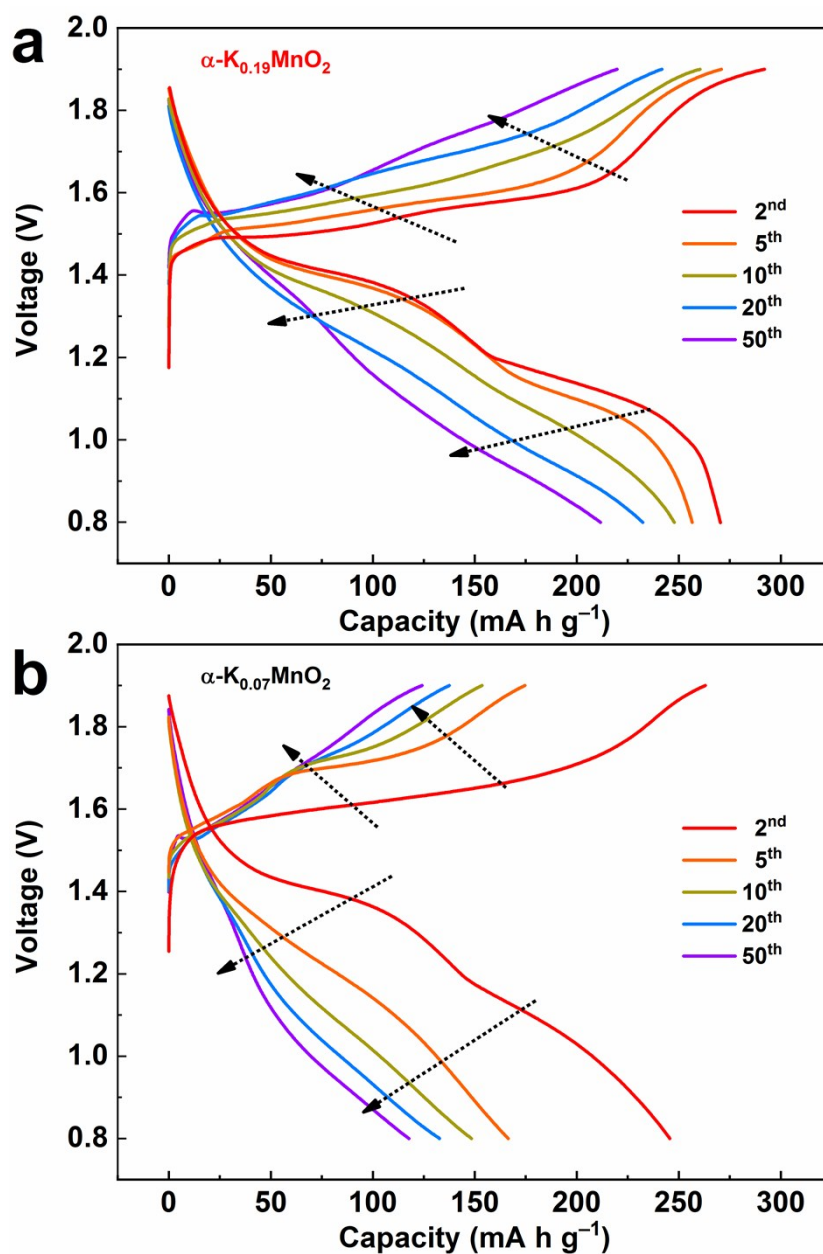 a
α-K₀.₁₉MnO₂
2.0
1.8
1.6
1.4
1.2
1.0
0.8
Voltage (V)
2ⁿᵈ
5ᵗʰ
10ᵗʰ
20ᵗʰ
50ᵗʰ
0 50 100 150 200 250 300
Capacity (mA h g⁻¹)
b
α-K₀.₀₇MnO₂
2.0
1.8
1.6
1.4
1.2
1.0
0.8
Voltage (V)
2ⁿᵈ
5ᵗʰ
10ᵗʰ
20ᵗʰ
50ᵗʰ
0 50 100 150 200 250 300
Capacity (mA h g⁻¹)